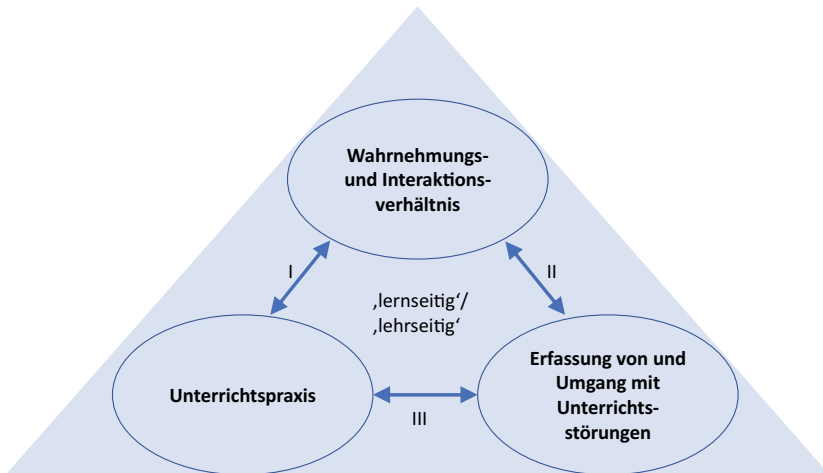 Wahrnehmungs-
und Interaktions-
verhältnis
I
II
‚lernseitig‘/
‚lehrseitig‘
Unterrichtspraxis
Erfassung von und
Umgang mit
Unterrichts-
störungen
III